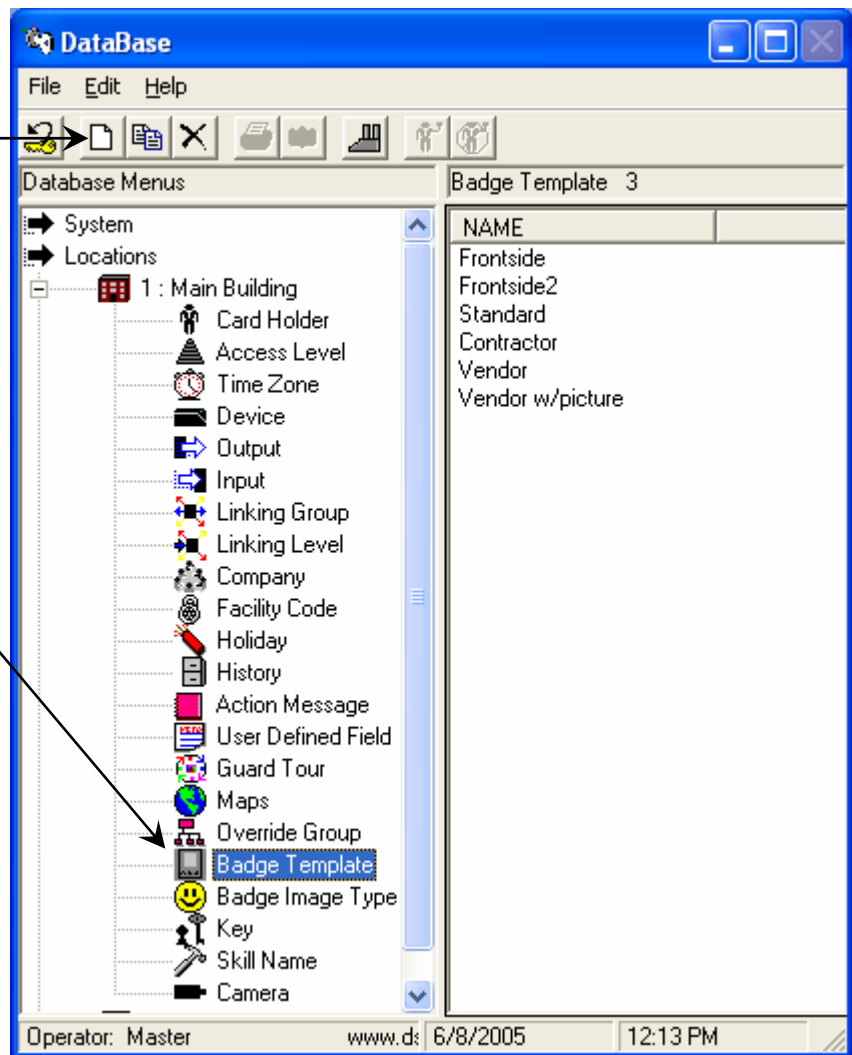 DataBase
File Edit Help
Database Menus
Badge Template 3
System
Locations
1 : Main Building
Card Holder
Access Level
Time Zone
Device
Output
Input
Linking Group
Linking Level
Company
Facility Code
Holiday
History
Action Message
User Defined Field
Guard Tour
Maps
Override Group
Badge Template
Badge Image Type
Key
Skill Name
Camera
NAME
Frontside
Frontside2
Standard
Contractor
Vendor
Vendor w/picture
Operator: Master www.ds 6/8/2005 12:13 PM